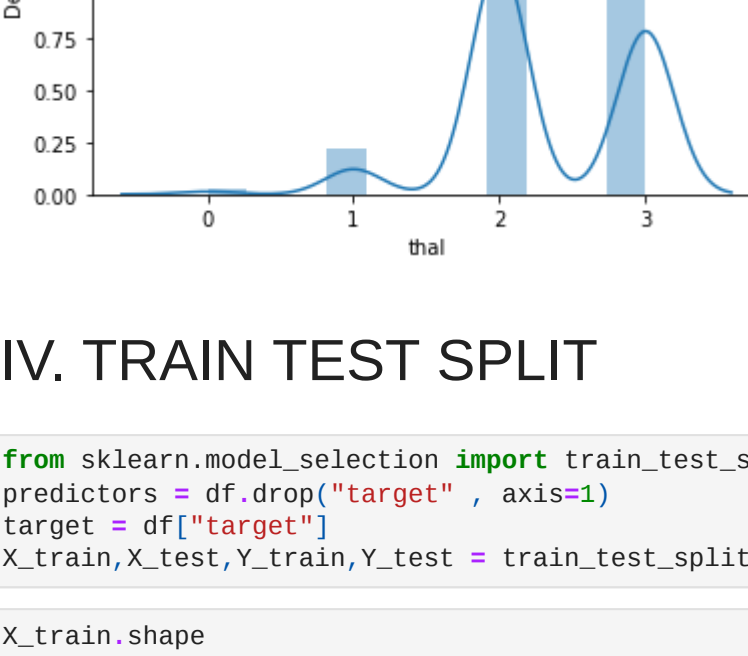 De
0.75
0.50
0.25
0.00
0 1 2 3
thal
IV. TRAIN TEST SPLIT
from sklearn.model_selection import train_test_s
predictors = df.drop("target" , axis=1)
target = df["target"]
X_train,X_test,Y_train,Y_test = train_test_split
X_train.shape